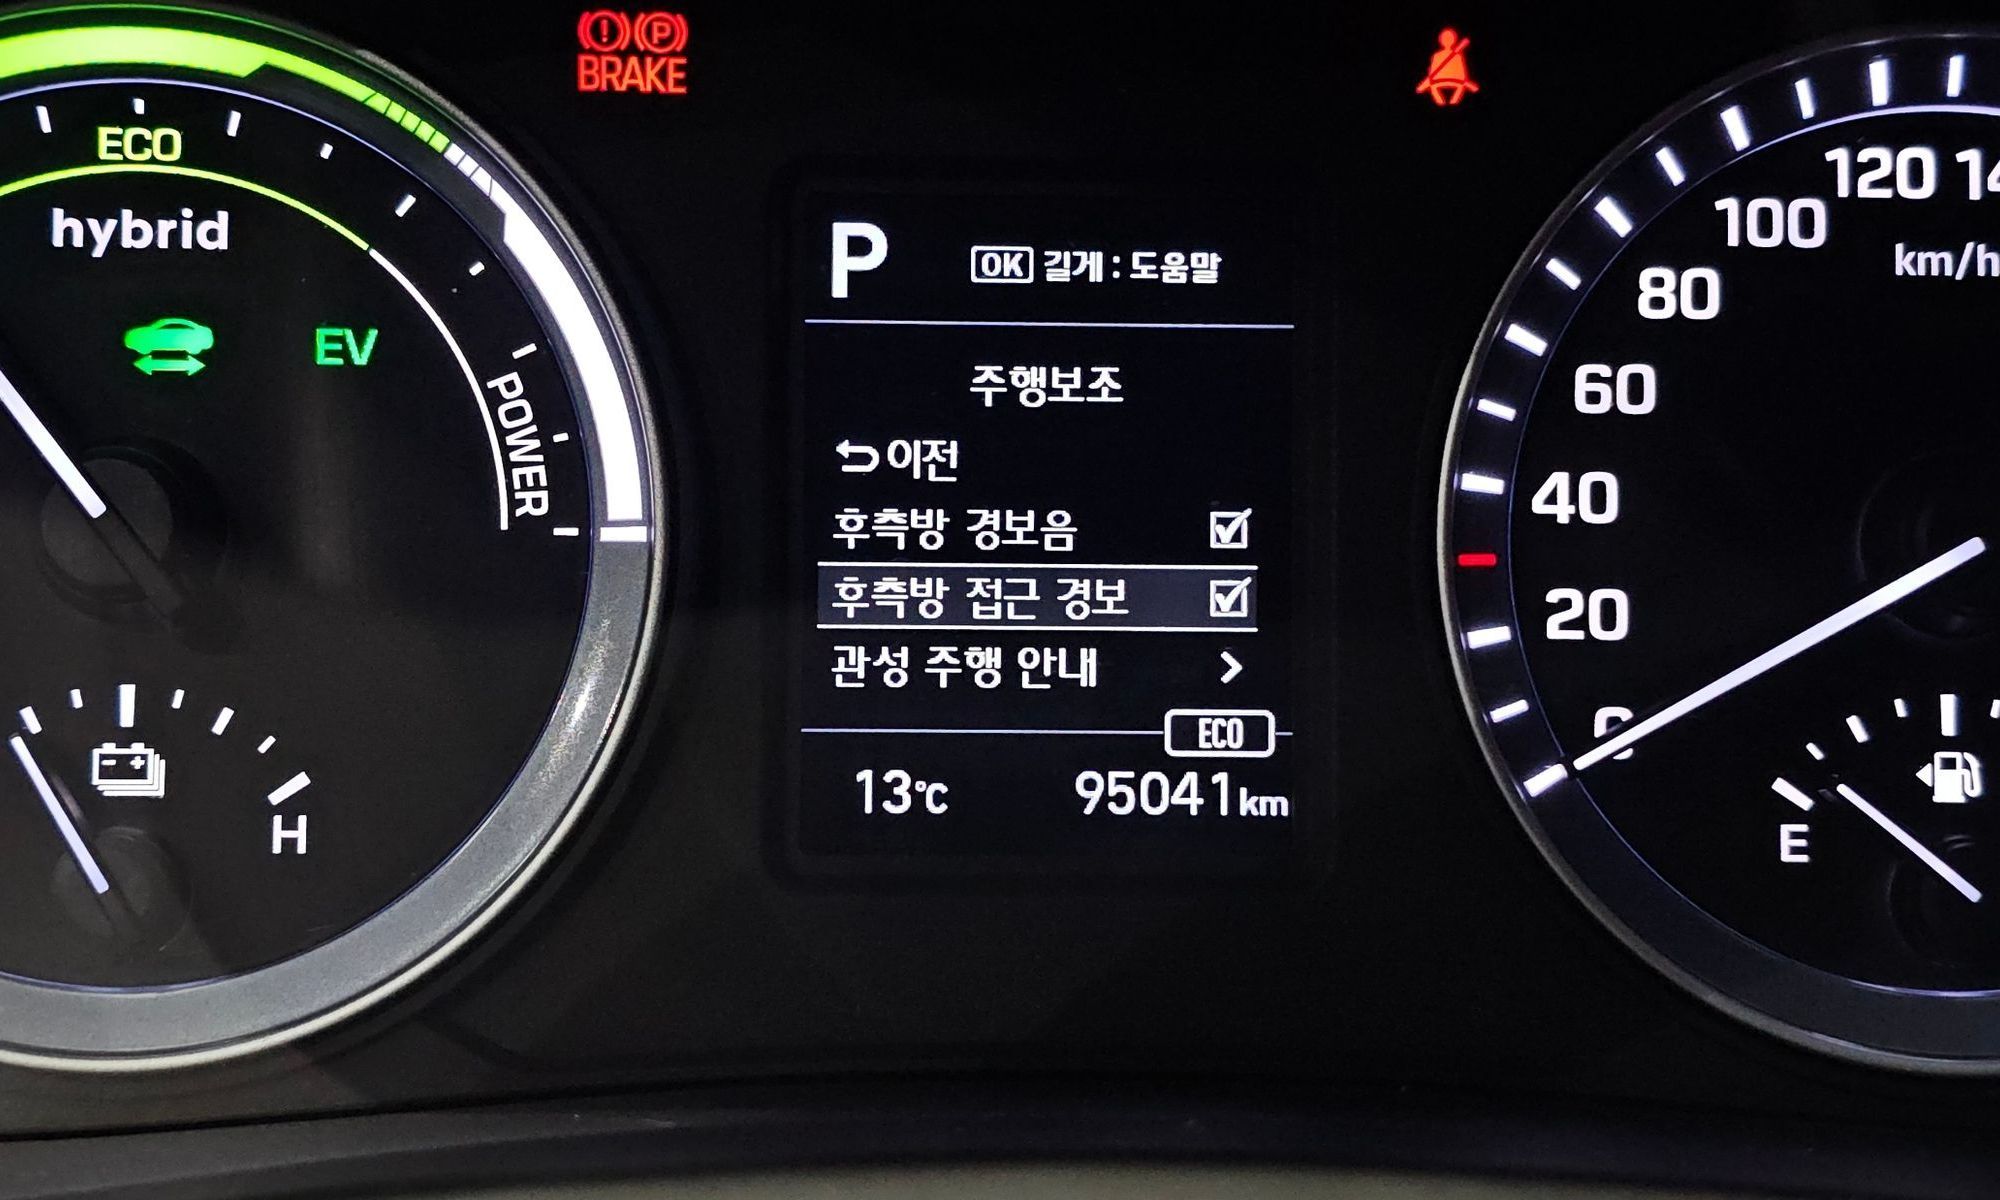 BRAKE
ECO
hybrid
EV
POWER
H
P
OK 길게 : 도움말
주행보조
이전
후측방 경보음
후측방 접근 경보
관성 주행 안내
ECO
13℃
95041km
120
100
km/h
80
60
40
20
0
E